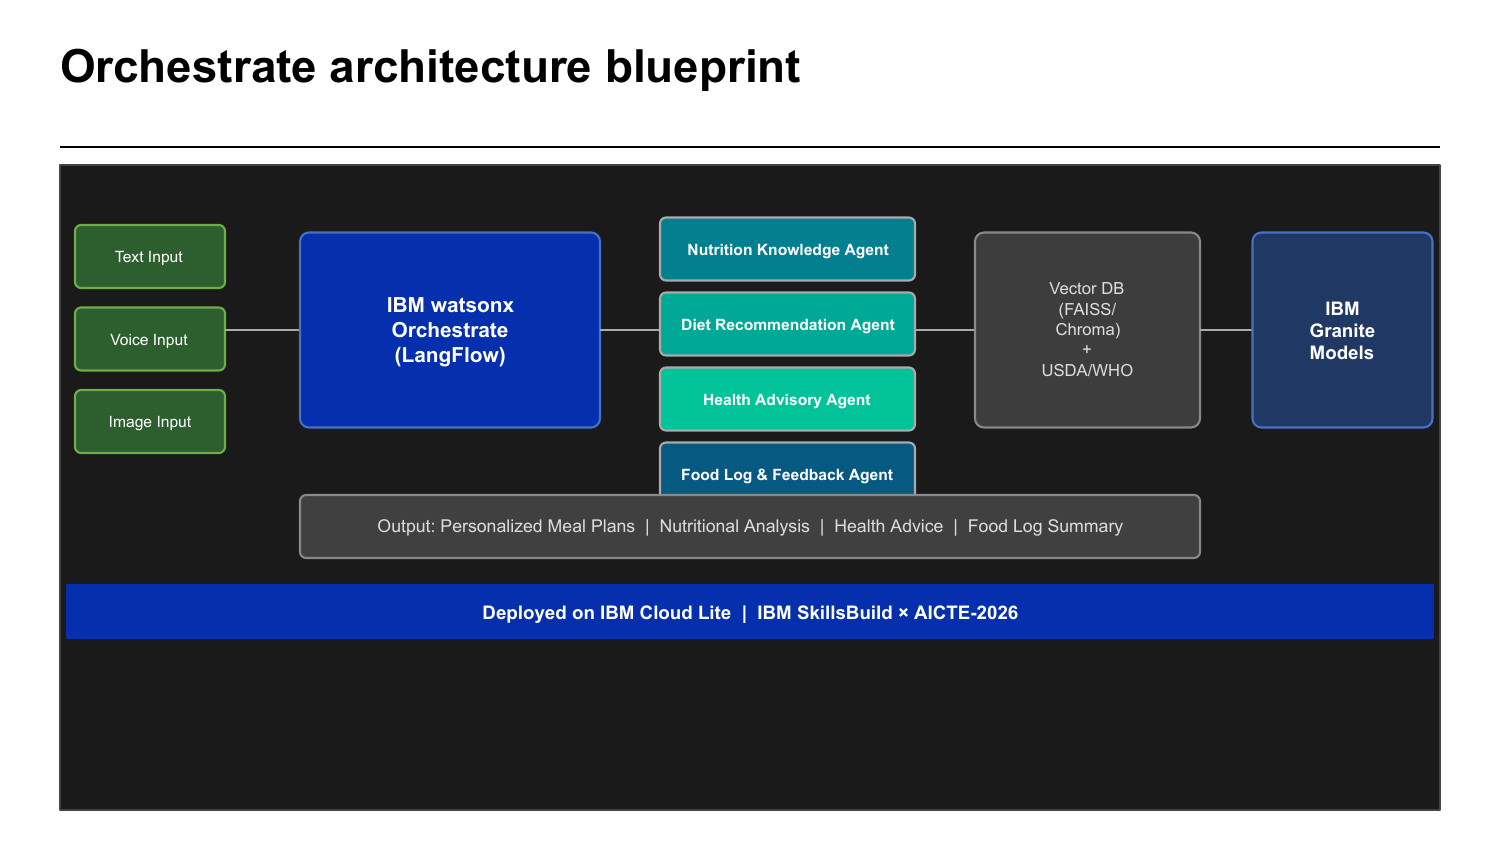 Orchestrate architecture blueprint
Text Input
Voice Input
Image Input
IBM watsonx
Orchestrate
(LangFlow)
Nutrition Knowledge Agent
Diet Recommendation Agent
Health Advisory Agent
Food Log & Feedback Agent
Vector DB
(FAISS/
Chroma)
+
USDA/WHO
IBM
Granite
Models
Output: Personalized Meal Plans | Nutritional Analysis | Health Advice | Food Log Summary
Deployed on IBM Cloud Lite | IBM SkillsBuild × AICTE-2026